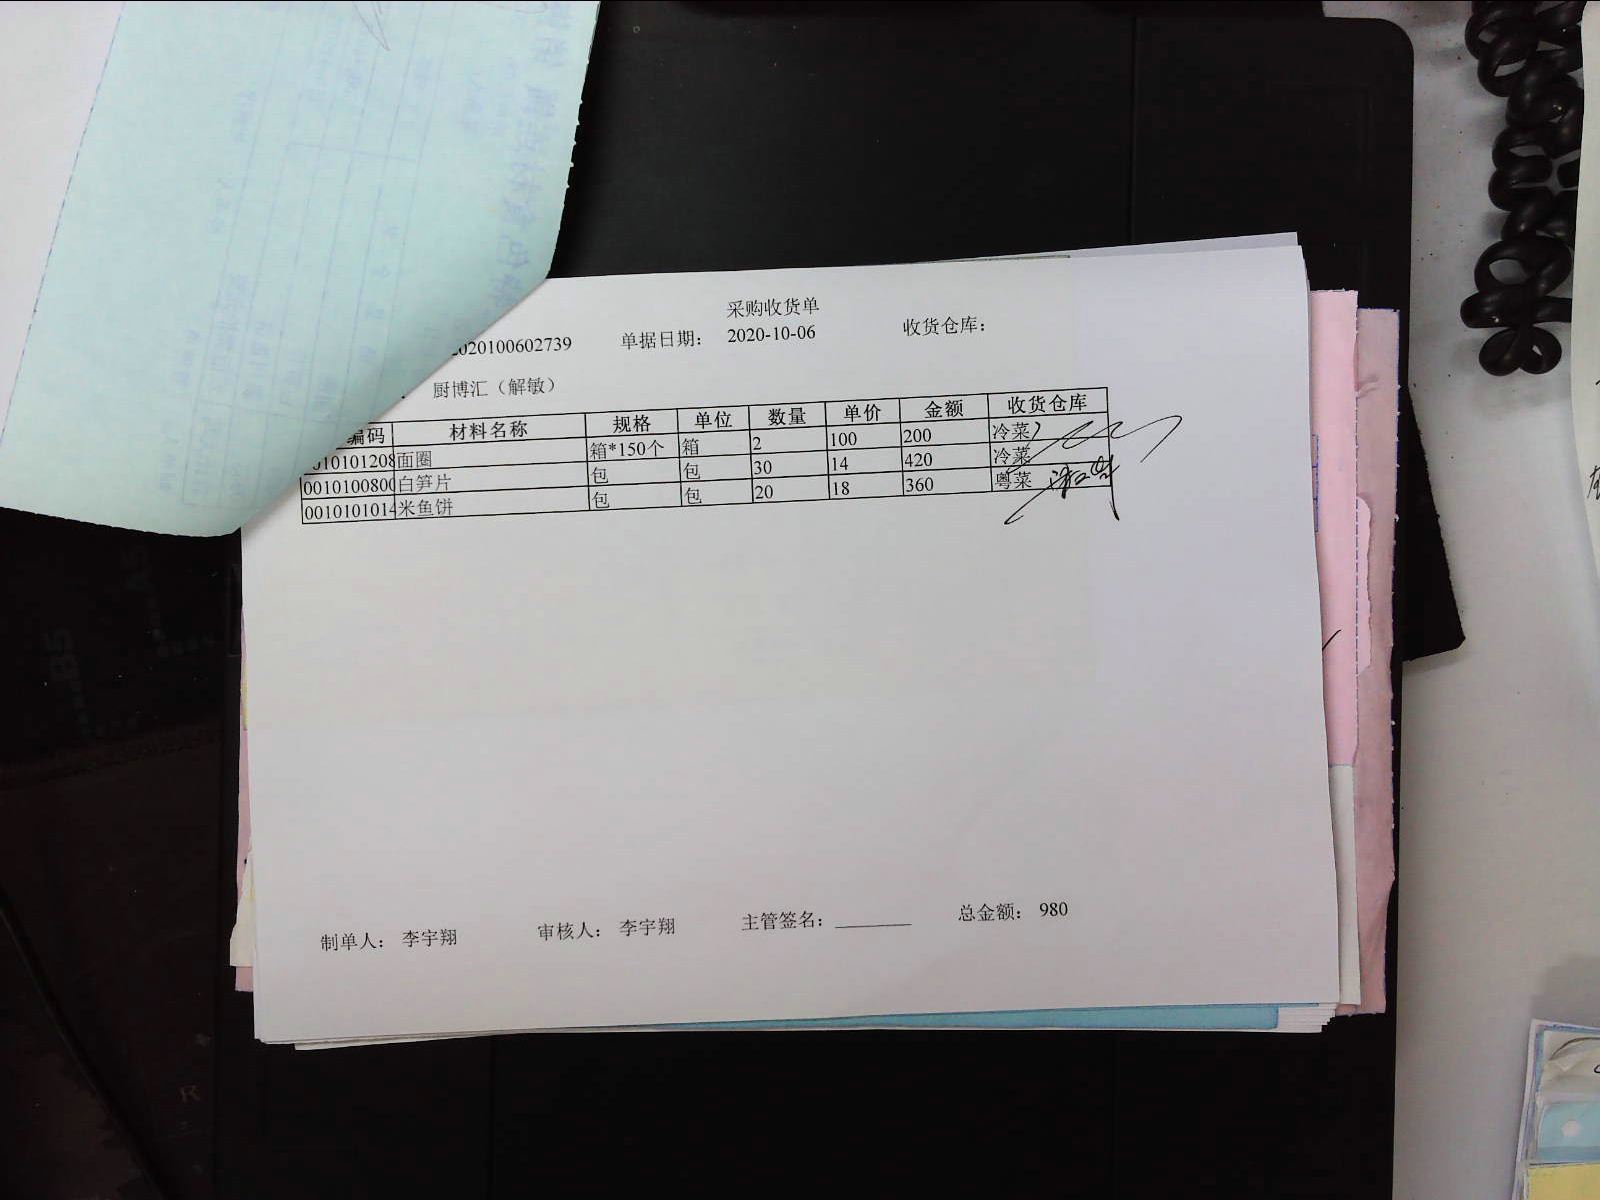 采购收货单
2020100602739 单据日期： 2020-10-06 收货仓库：
厨博汇（解敏）
编码 材料名称 规格 单位 数量 单价 金额 收货仓库
010101208 面圈 箱*150个 箱 2 100 200 冷菜
001010080 白笋片 包 包 30 14 420 冷菜
0010101014 米鱼饼 包 包 20 18 360 粤菜
制单人： 李宇翔 审核人： 李宇翔 主管签名：________ 总金额： 980